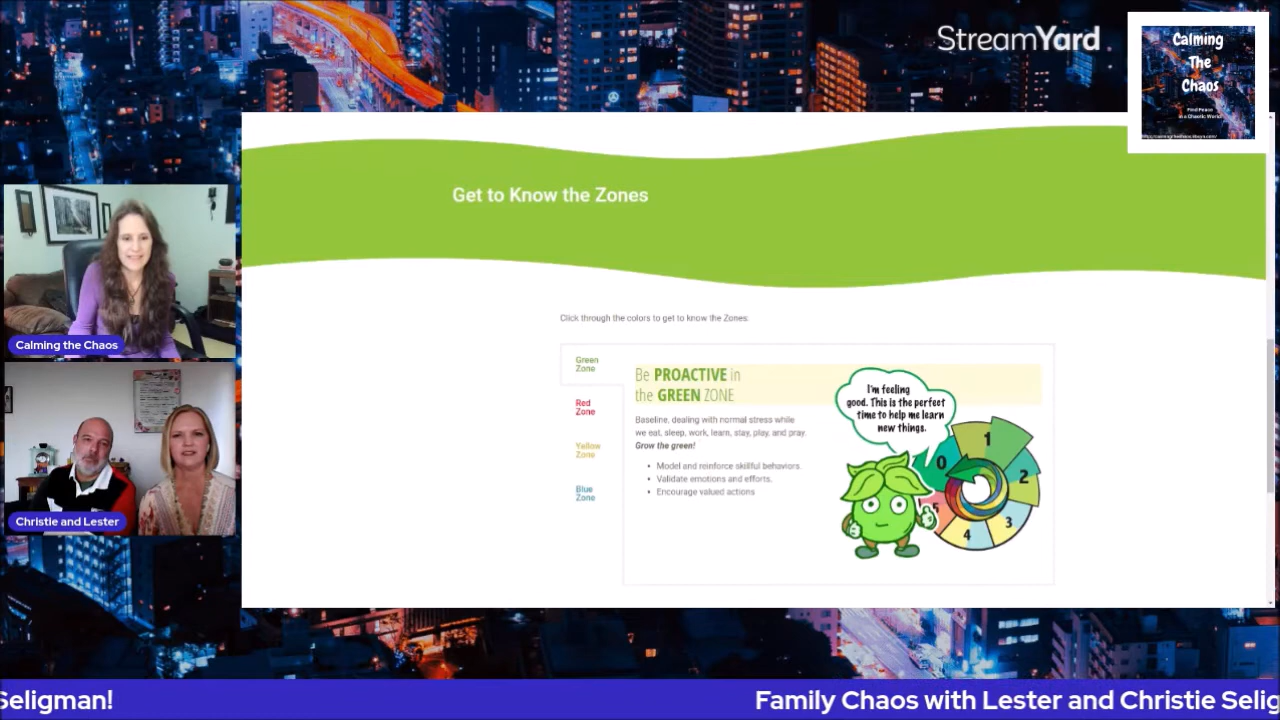 StreamYard
Calming
The
Chaos
Find Peace
in a Chaotic World
Get to Know the Zones
Calming the Chaos
Christie and Lester
Click through the colors to get to know the Zones:
Green
Zone
Red
Zone
Yellow
Zone
Blue
Zone
Be PROACTIVE in
the GREEN ZONE
Baseline, dealing with normal stress while
we eat, sleep, work, learn, stay, play, and pray.
Grow the green!
• Model and reinforce skillful behaviors.
• Validate emotions and efforts.
• Encourage valued actions
I'm feeling
good. This is the perfect
time to help me learn
new things.
0
1
2
3
4
5
Seligman!
Family Chaos with Lester and Christie Selig